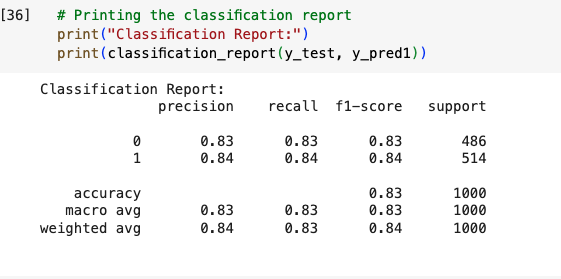 [36] # Printing the classification report
print("Classification Report:")
print(classification_report(y_test, y_pred1))
Classification Report:
precision recall f1-score support
0 0.83 0.83 0.83 486
1 0.84 0.84 0.84 514
accuracy 0.83 1000
macro avg 0.83 0.83 0.83 1000
weighted avg 0.84 0.83 0.84 1000